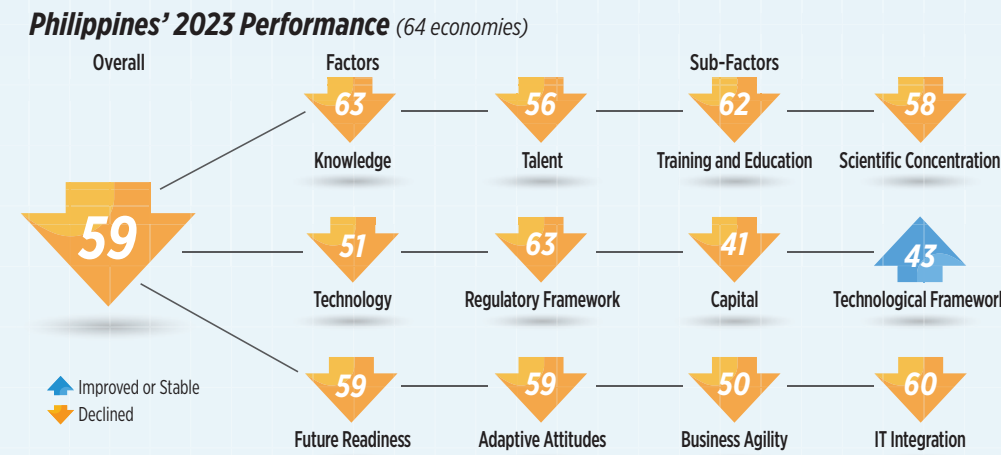 Philippines' 2023 Performance (64 economies)
Overall Factors Sub-Factors
63 56 62 58
Knowledge Talent Training and Education Scientific Concentration
59
51 63 41 43
Technology Regulatory Framework Capital Technological Framework
59 59 50 60
Future Readiness Adaptive Attitudes Business Agility IT Integration
Improved or Stable
Declined